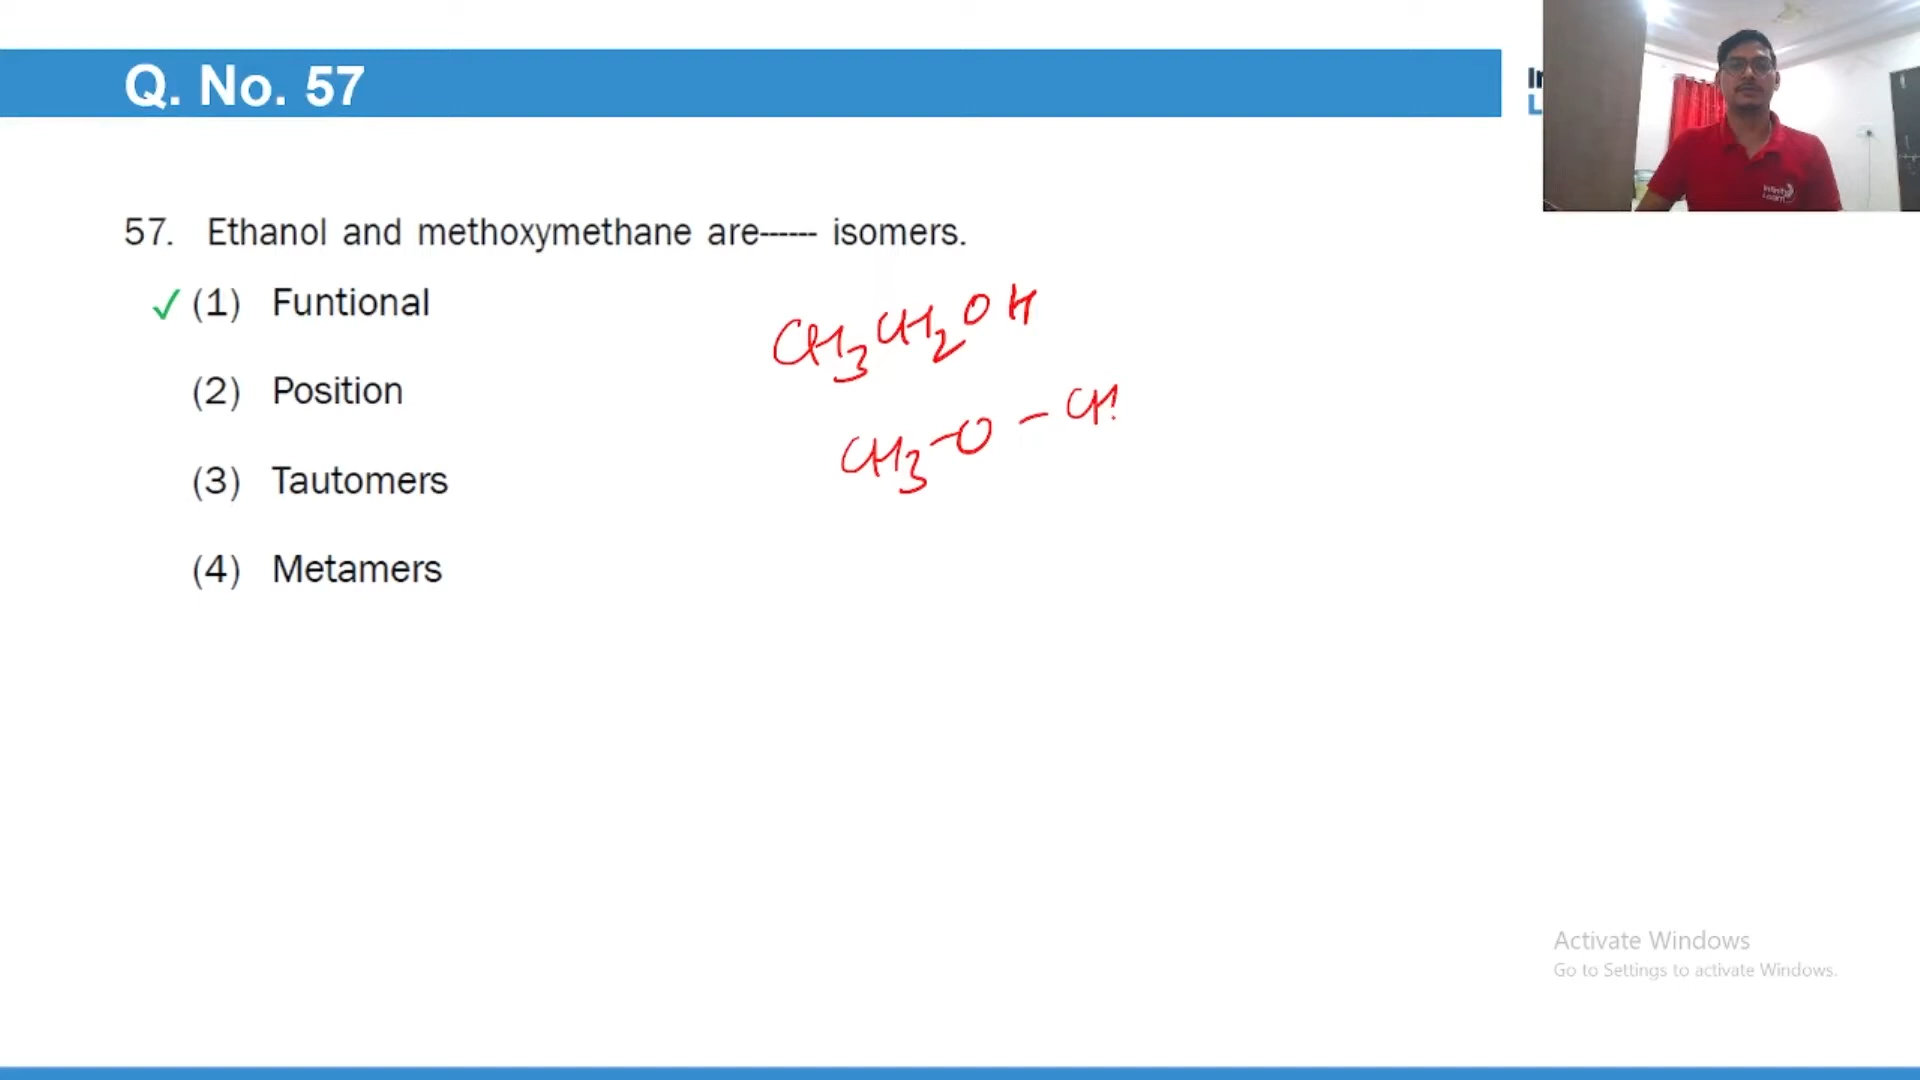 Q. No. 57
57. Ethanol and methoxymethane are------ isomers.
✓ (1) Funtional
(2) Position
(3) Tautomers
(4) Metamers
CH3CH2OH
CH3-O-CH
Activate Windows
Go to Settings to activate Windows.